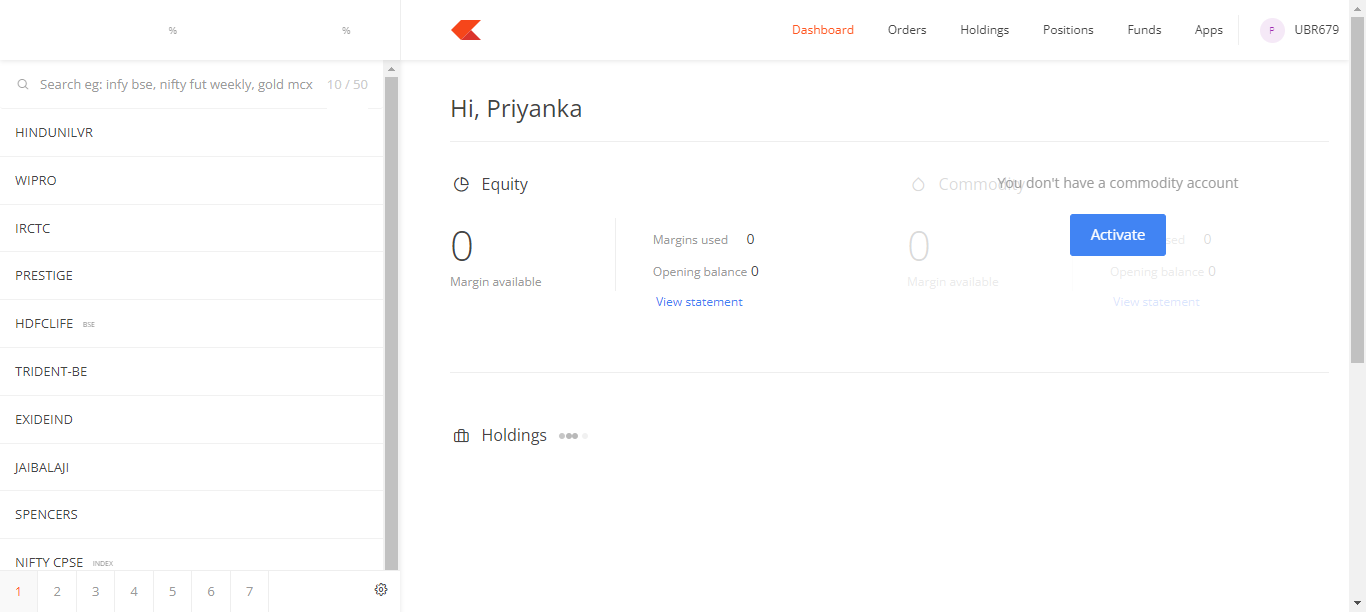 % %
Dashboard Orders Holdings Positions Funds Apps P UBR679
Search eg: infy bse, nifty fut weekly, gold mcx 10 / 50
HINDUNILVR
WIPRO
IRCTC
PRESTIGE
HDFCLIFE BSE
TRIDENT-BE
EXIDEIND
JAIBALAJI
SPENCERS
NIFTY CPSE INDEX
1 2 3 4 5 6 7
Hi, Priyanka
Equity
0
Margin available
Margins used 0
Opening balance 0
View statement
Commodity
You don't have a commodity account
Activate
0
Margin available
used 0
Opening balance 0
View statement
Holdings